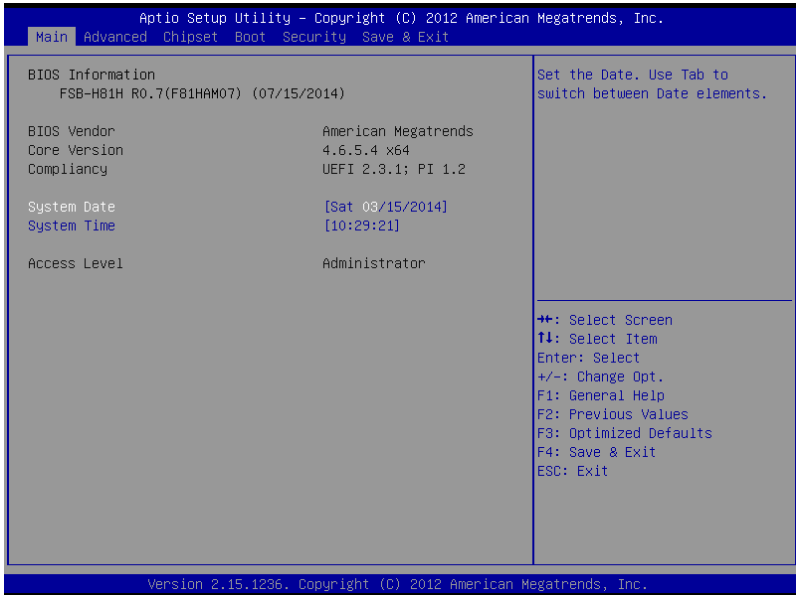 Aptio Setup Utility – Copyright (C) 2012 American Megatrends, Inc.
Main Advanced Chipset Boot Security Save & Exit
BIOS Information
FSB-H81H R0.7(F81HAM07) (07/15/2014)
BIOS Vendor American Megatrends
Core Version 4.6.5.4 x64
Compliancy UEFI 2.3.1; PI 1.2
System Date [Sat 03/15/2014]
System Time [10:29:21]
Access Level Administrator
Set the Date. Use Tab to
switch between Date elements.
→←: Select Screen
↑↓: Select Item
Enter: Select
+/-: Change Opt.
F1: General Help
F2: Previous Values
F3: Optimized Defaults
F4: Save & Exit
ESC: Exit
Version 2.15.1236. Copyright (C) 2012 American Megatrends, Inc.